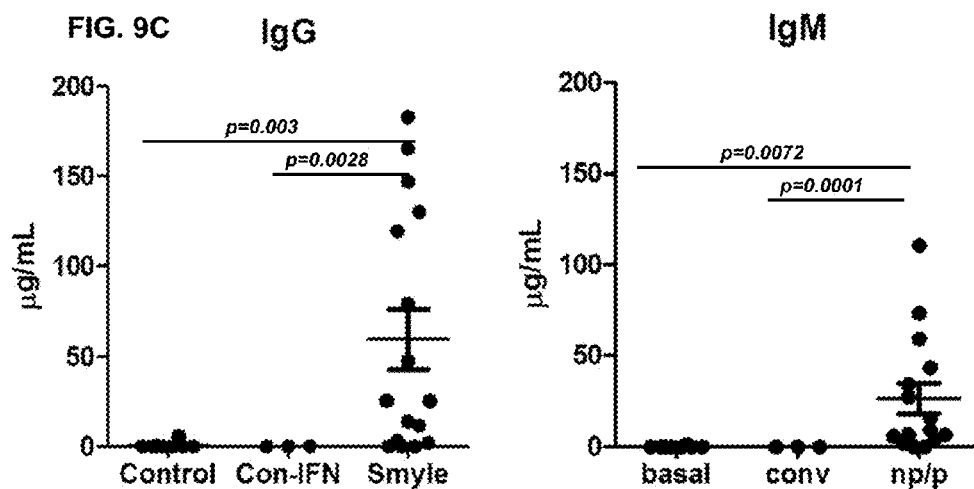 FIG. 9C
IgG
200
150
100
50
0
µg/mL
p=0.003
p=0.0028
Control Con-IFN Smyle
IgM
200
150
100
50
0
µg/mL
p=0.0072
p=0.0001
basal conv np/p